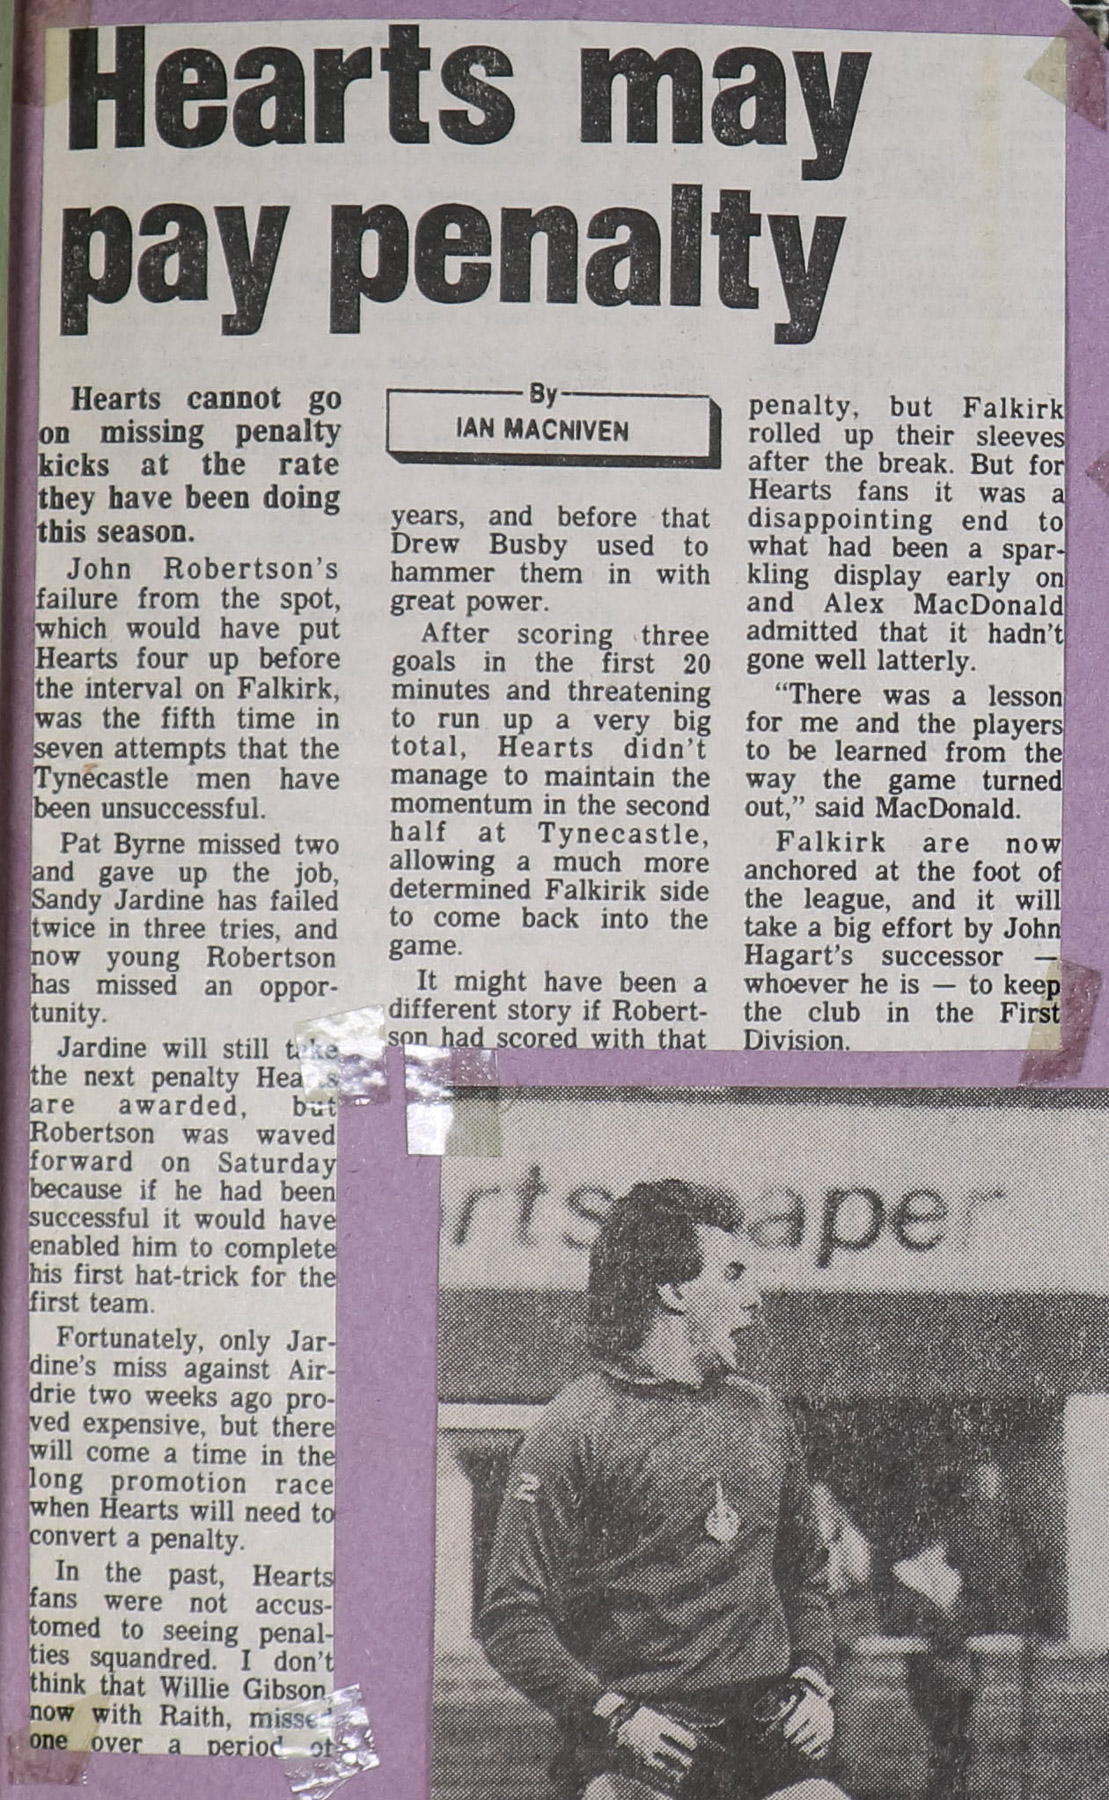 Hearts may
pay penalty
Hearts cannot go
on missing penalty
kicks at the rate
they have been doing
this season.
John Robertson's
failure from the spot,
which would have put
Hearts four up before
the interval on Falkirk,
was the fifth time in
seven attempts that the
Tynecastle men have
been unsuccessful.
Pat Byrne missed two
and gave up the job,
Sandy Jardine has failed
twice in three tries, and
now young Robertson
has missed an oppor-
tunity.
Jardine will still take
the next penalty Hearts
are awarded, but
Robertson was waved
forward on Saturday
because if he had been
successful it would have
enabled him to complete
his first hat-trick for the
first team.
Fortunately, only Jar-
dine's miss against Air-
drie two weeks ago pro-
ved expensive, but there
will come a time in the
long promotion race
when Hearts will need to
convert a penalty.
In the past, Hearts
fans were not accus-
tomed to seeing penal-
ties squandred. I don't
think that Willie Gibson,
now with Raith, missed
one over a period of
By
IAN MACNIVEN
years, and before that
Drew Busby used to
hammer them in with
great power.
After scoring three
goals in the first 20
minutes and threatening
to run up a very big
total, Hearts didn't
manage to maintain the
momentum in the second
half at Tynecastle,
allowing a much more
determined Falkirik side
to come back into the
game.
It might have been a
different story if Robert-
son had scored with that
penalty, but Falkirk
rolled up their sleeves
after the break. But for
Hearts fans it was a
disappointing end to
what had been a spar-
kling display early on
and Alex MacDonald
admitted that it hadn't
gone well latterly.
"There was a lesson
for me and the players
to be learned from the
way the game turned
out," said MacDonald.
Falkirk are now
anchored at the foot of
the league, and it will
take a big effort by John
Hagart's successor —
whoever he is — to keep
the club in the First
Division.
rts aper